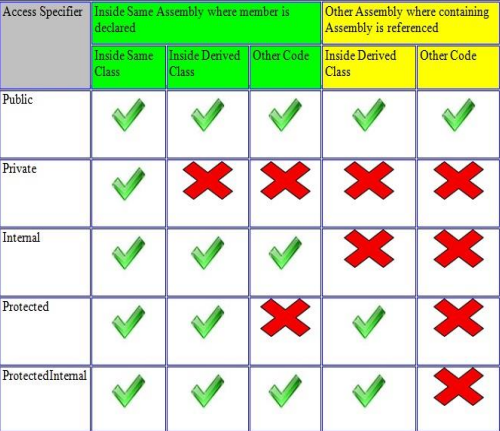 Access Specifier
Inside Same Assembly where member is
declared
Other Assembly where containing
Assembly is referenced
Inside Same
Class
Inside Derived
Class
Other Code
Inside Derived
Class
Other Code
Public
Private
Internal
Protected
ProtectedInternal